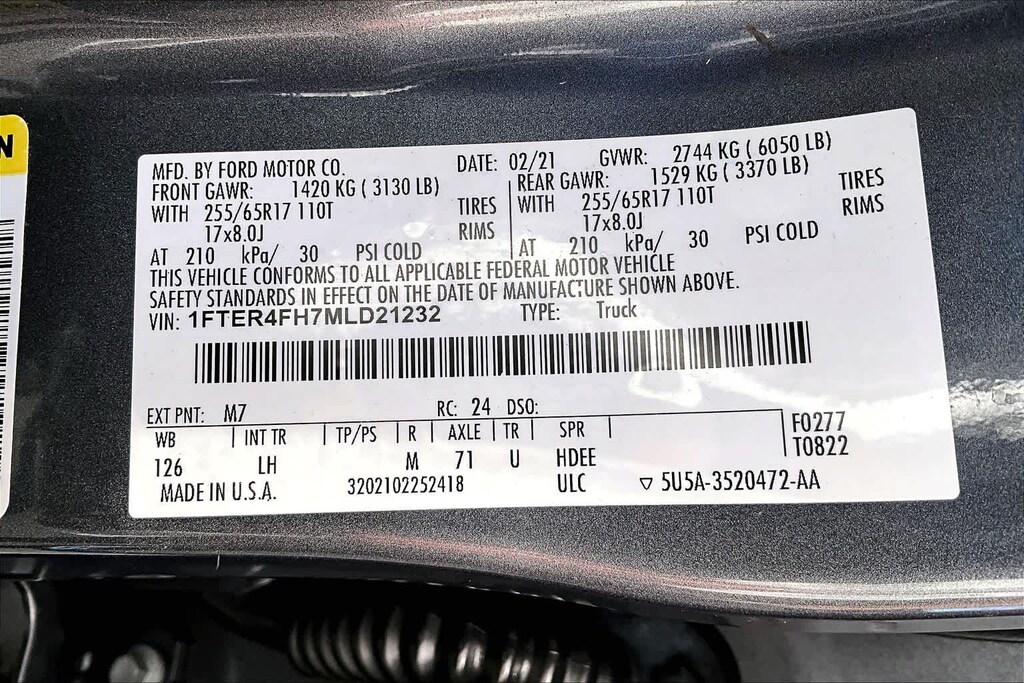 N
MFD. BY FORD MOTOR CO. DATE: 02/21 GVWR: 2744 KG ( 6050 LB)
FRONT GAWR: 1420 KG ( 3130 LB) REAR GAWR: 1529 KG ( 3370 LB)
WITH 255/65R17 110T TIRES WITH 255/65R17 110T TIRES
17x8.0J RIMS 17x8.0J RIMS
AT 210 kPa/ 30 PSI COLD AT 210 kPa/ 30 PSI COLD
THIS VEHICLE CONFORMS TO ALL APPLICABLE FEDERAL MOTOR VEHICLE
SAFETY STANDARDS IN EFFECT ON THE DATE OF MANUFACTURE SHOWN ABOVE.
VIN: 1FTER4FH7MLD21232 TYPE: Truck
EXT PNT: M7 RC: 24 DSO:
WB INT TR TP/PS R AXLE TR SPR F0277
126 LH M 71 U HDEE T0822
MADE IN U.S.A. 3202102252418 ULC ▽ 5U5A-3520472-AA